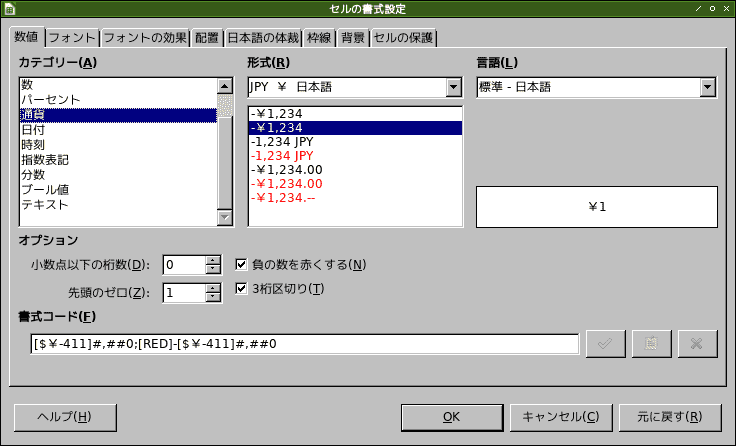 セルの書式設定
数値 フォント フォントの効果 配置 日本語の体裁 枠線 背景 セルの保護
カテゴリー(A)
数
パーセント
通貨
日付
時刻
指数表記
分数
ブール値
テキスト
形式(R)
JPY ¥ 日本語
-¥1,234
-¥1,234
-1,234 JPY
-1,234 JPY
-¥1,234.00
-¥1,234.00
-¥1,234.--
言語(L)
標準 - 日本語
¥1
オプション
小数点以下の桁数(D): 0
負の数を赤くする(N)
先頭のゼロ(Z): 1
3桁区切り(T)
書式コード(F)
[$¥-411]#,##0;[RED]-[$¥-411]#,##0
ヘルプ(H) OK キャンセル(C) 元に戻す(R)